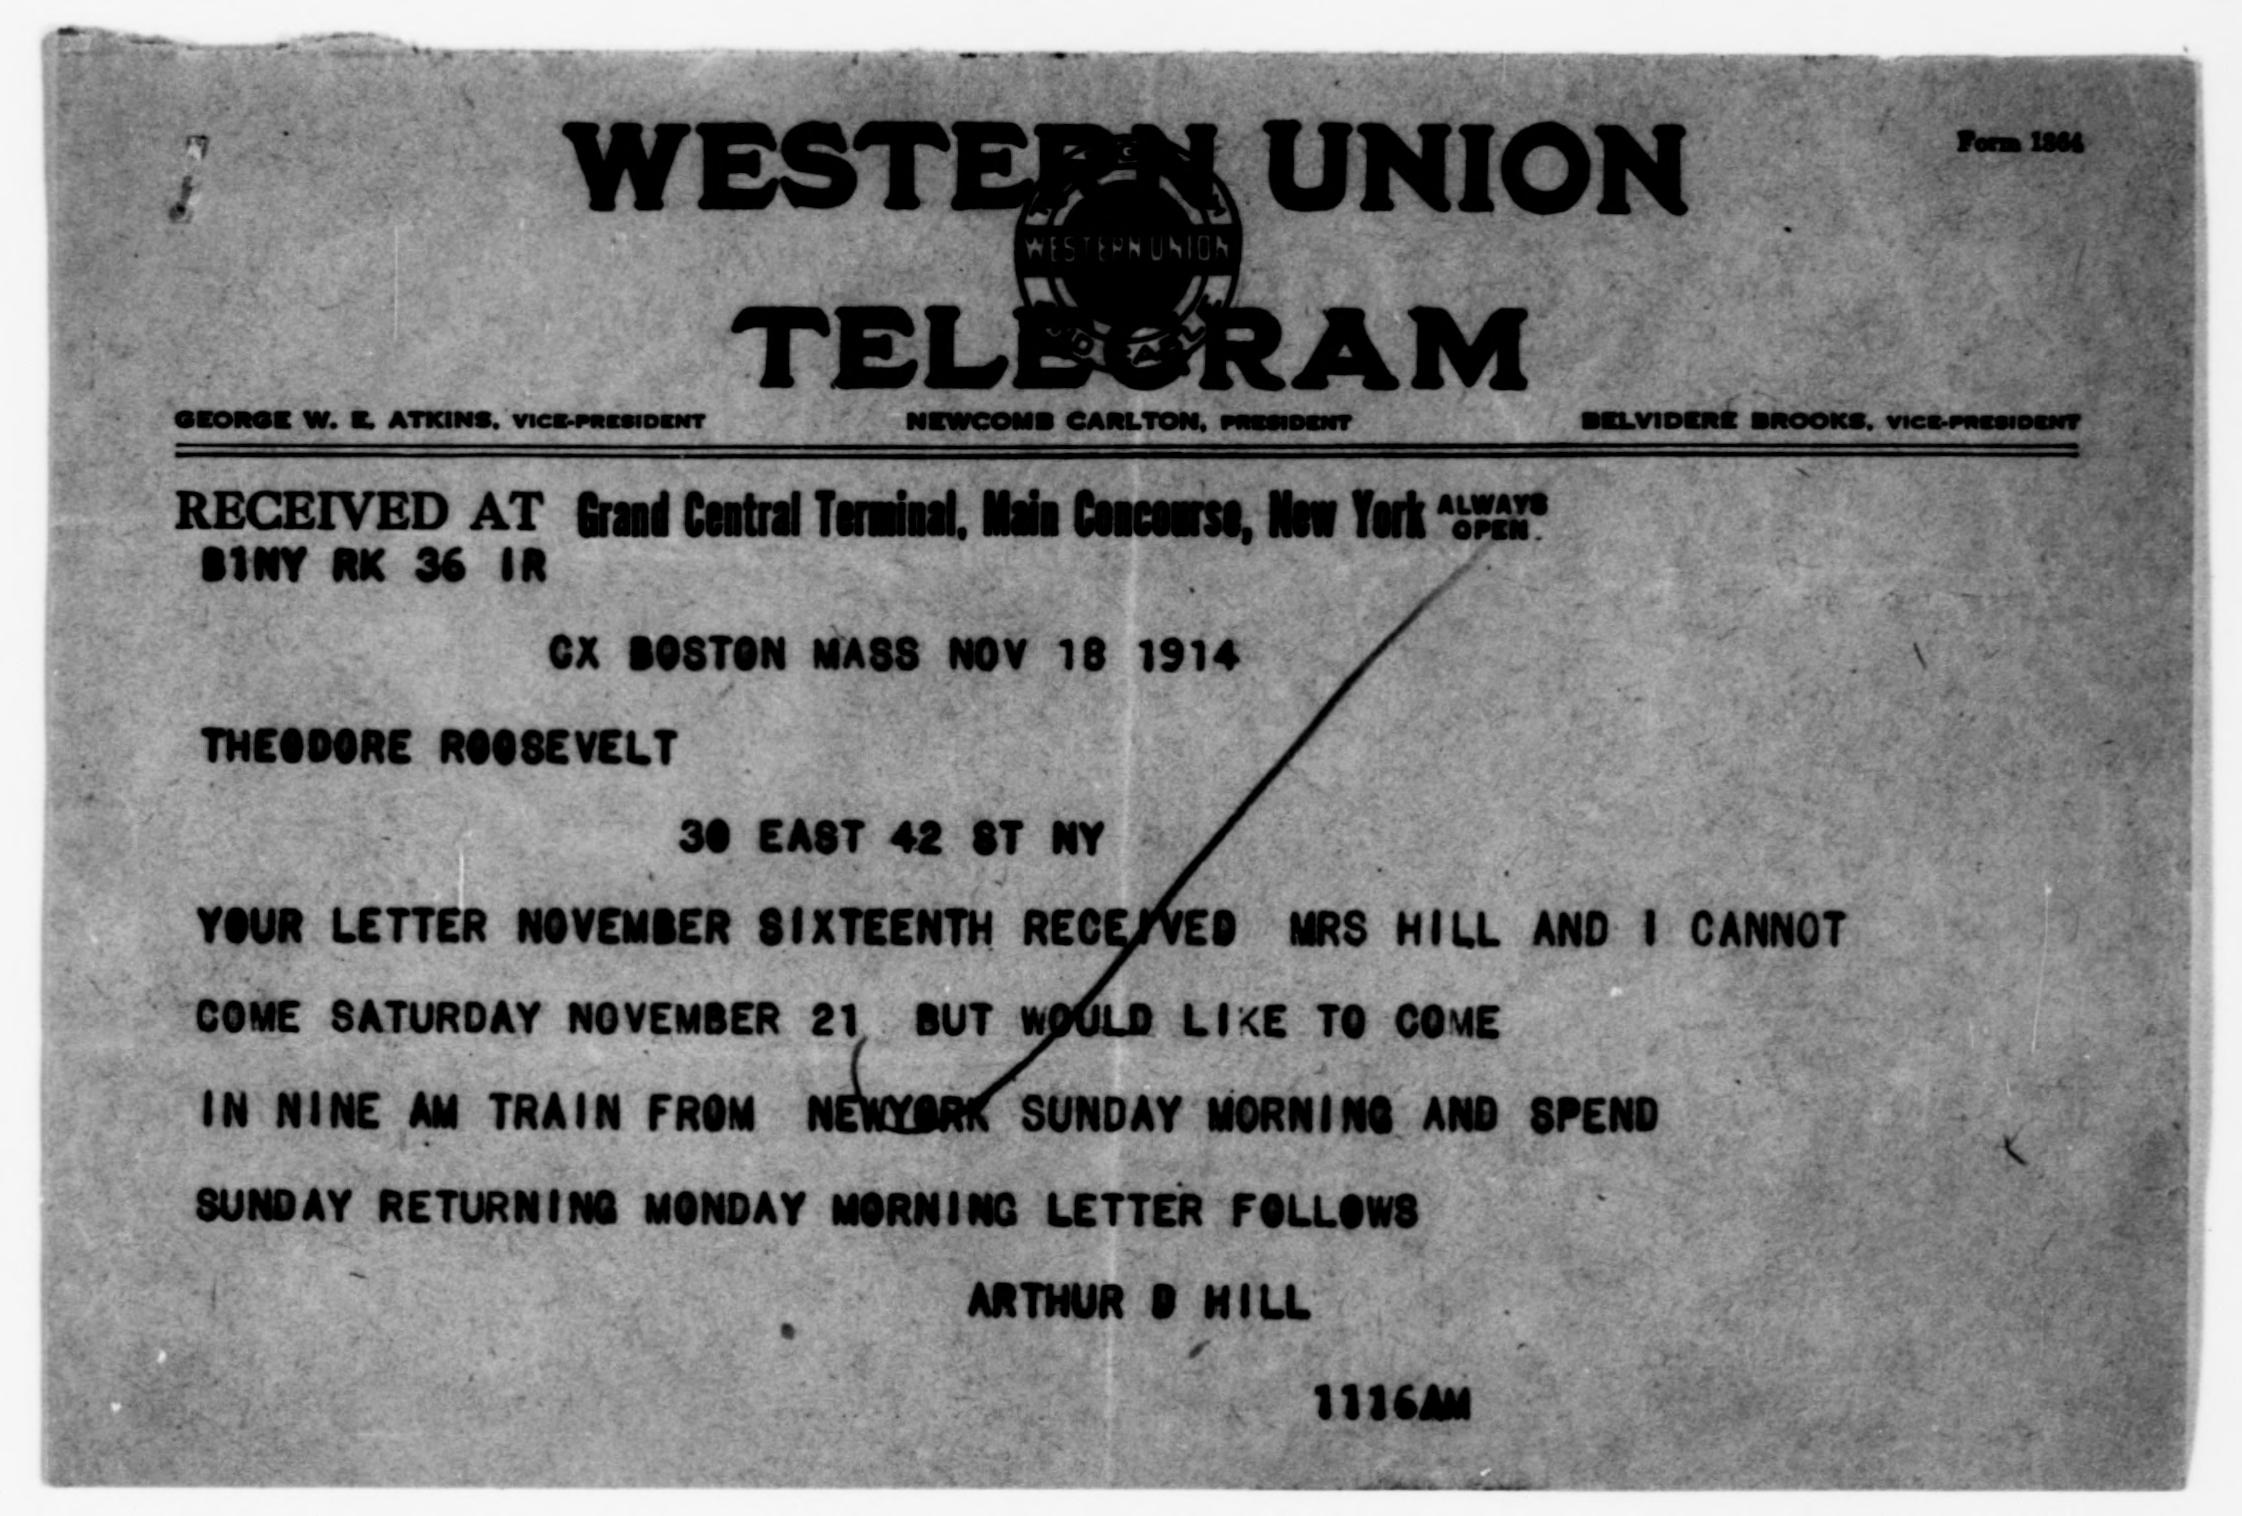 WESTERN UNION
Form 1864
WESTERN UNION
TELEGRAM
GEORGE W. E. ATKINS, VICE-PRESIDENT NEWCOMB CARLTON, PRESIDENT BELVIDERE BROOKS, VICE-PRESIDENT
RECEIVED AT Grand Central Terminal, Main Concourse, New York ALWAYS OPEN.
B1NY RK 36 IR
CX BOSTON MASS NOV 18 1914
THEODORE ROOSEVELT
30 EAST 42 ST NY
YOUR LETTER NOVEMBER SIXTEENTH RECEIVED MRS HILL AND I CANNOT
COME SATURDAY NOVEMBER 21 BUT WOULD LIKE TO COME
IN NINE AM TRAIN FROM NEWYORK SUNDAY MORNING AND SPEND
SUNDAY RETURNING MONDAY MORNING LETTER FOLLOWS
ARTHUR D HILL
1116AM